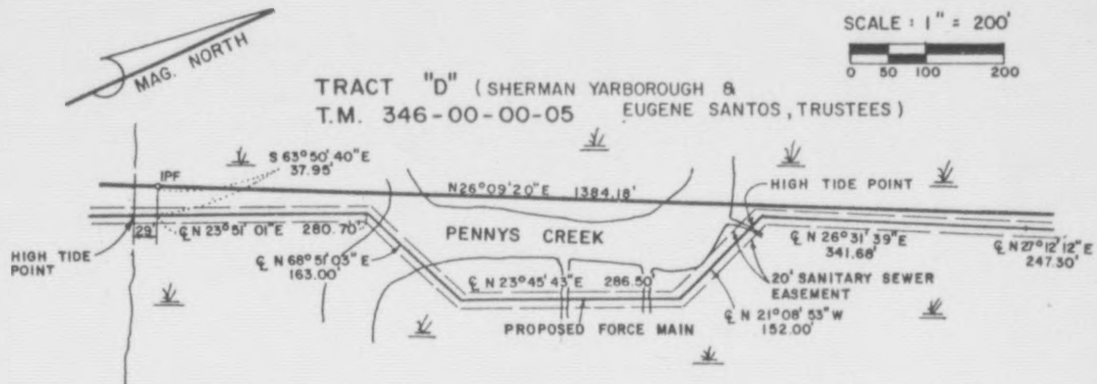 SCALE : 1" = 200'
0 50 100 200
MAG. NORTH
TRACT "D" (SHERMAN YARBOROUGH &
EUGENE SANTOS, TRUSTEES)
T.M. 346-00-00-05
S 63°50'40"E
37.95'
IPF
N26°09'20"E 1384.18'
HIGH TIDE POINT
29'
℄ N 23°51'01"E 280.70'
PENNYS CREEK
℄ N 26°31'39"E
341.68'
℄ N 27°12'12"E
247.30'
HIGH TIDE
POINT
℄ N 68°51'03"E
163.00'
℄ N 23°45'43"E 286.50'
20' SANITARY SEWER
EASEMENT
℄ N 21°08'53"W
152.00'
PROPOSED FORCE MAIN